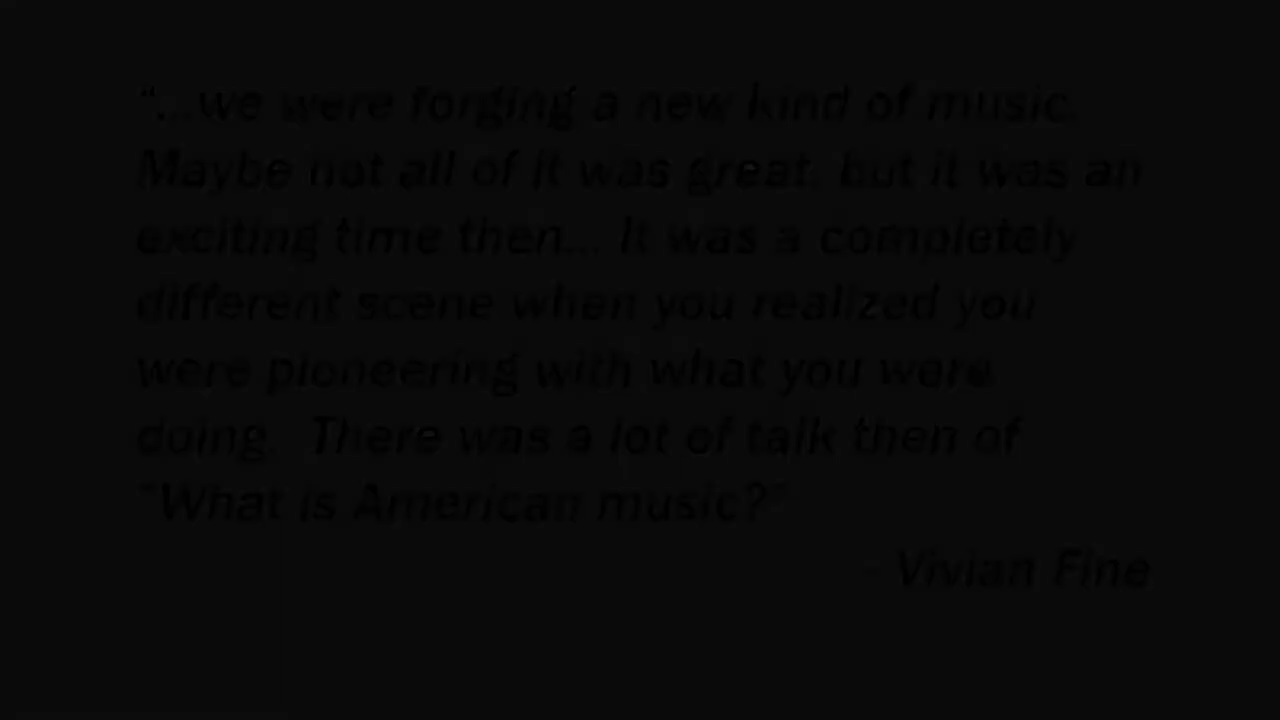 “...we were forging a new kind of music.
Maybe not all of it was great, but it was an
exciting time then... It was a completely
different scene when you realized you
were pioneering with what you were
doing.  There was a lot of talk then of
“What is American music?”
- Vivian Fine